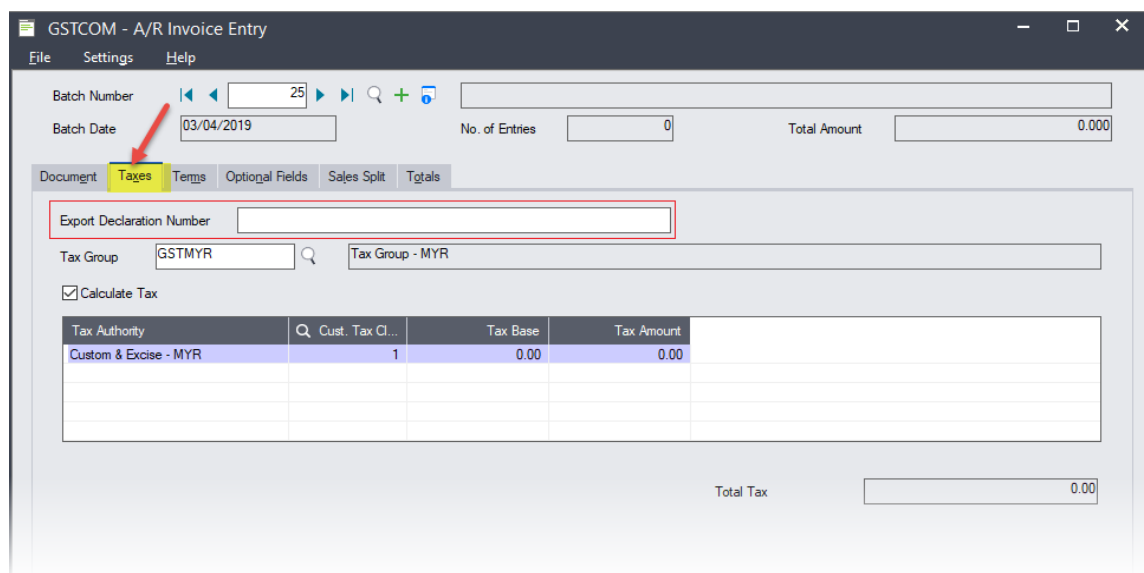 GSTCOM - A/R Invoice Entry
File Settings Help
Batch Number 25
Batch Date 03/04/2019 No. of Entries 0 Total Amount 0.000
Document Taxes Terms Optional Fields Sales Split Totals
Export Declaration Number
Tax Group GSTMYR Tax Group - MYR
Calculate Tax
Tax Authority Cust. Tax Cl... Tax Base Tax Amount
Custom & Excise - MYR 1 0.00 0.00
Total Tax 0.00